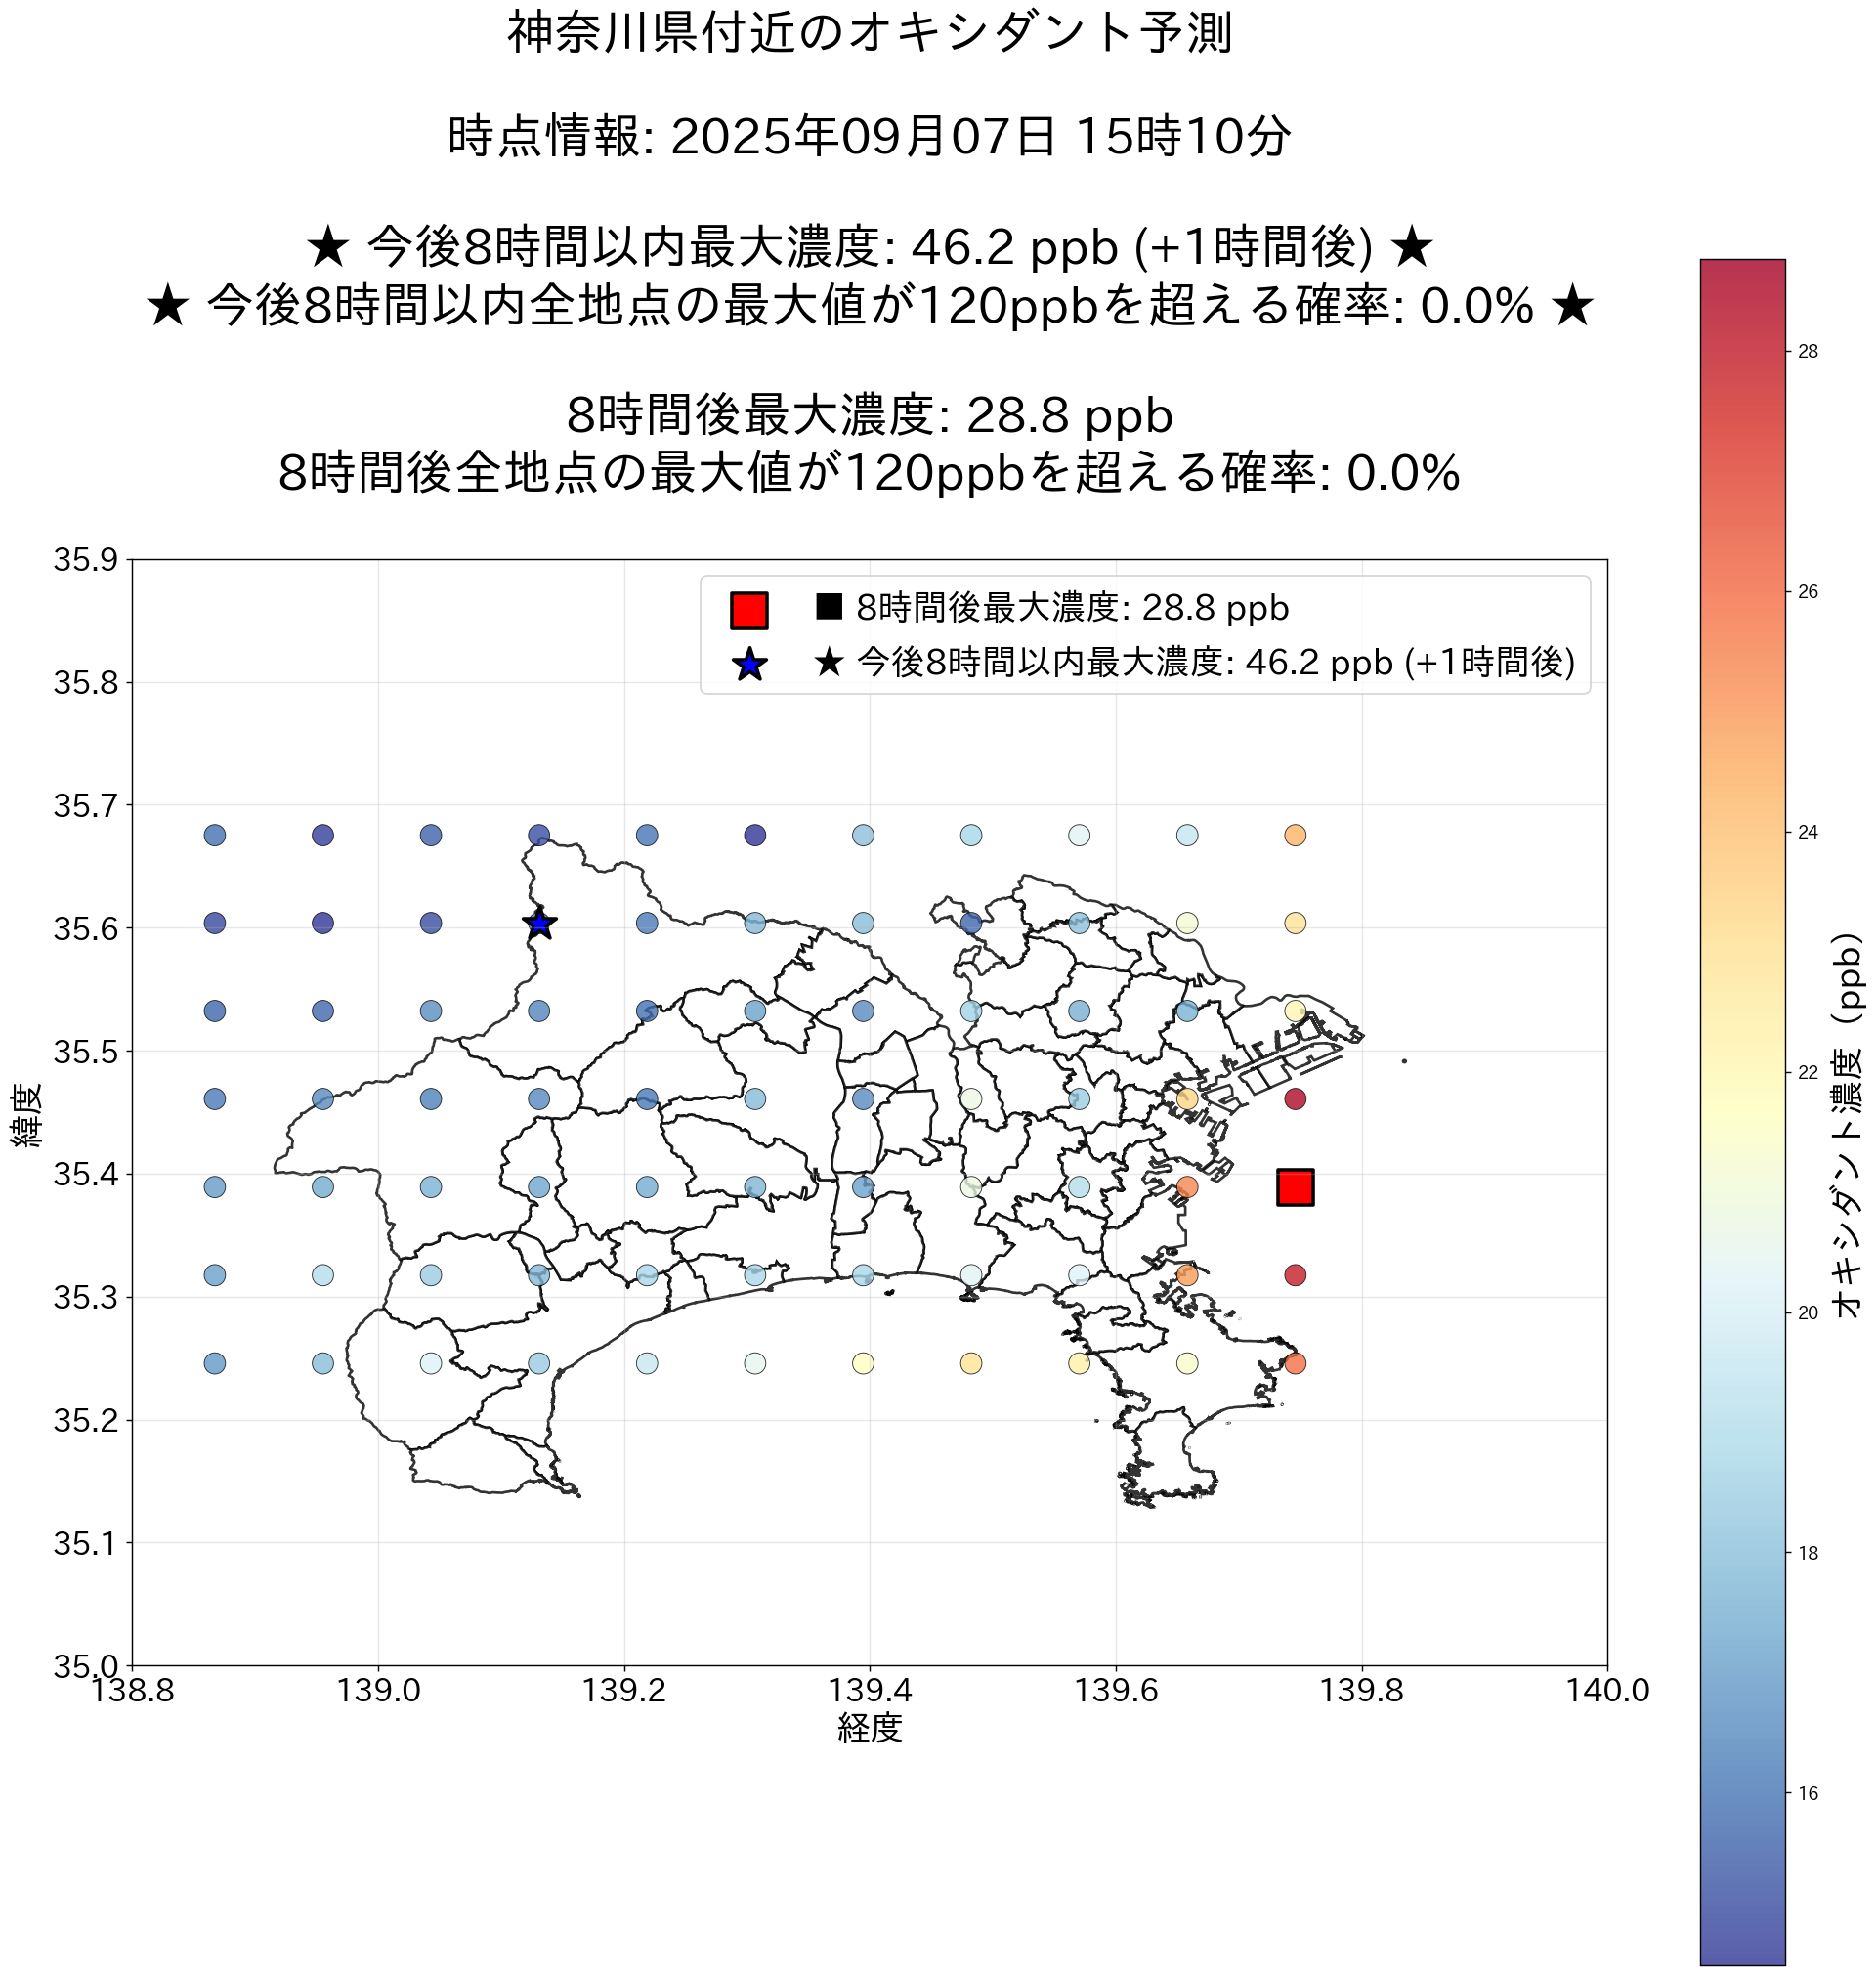 神奈川県付近のオキシダント予測
時点情報: 2025年09月07日 15時10分
★ 今後8時間以内最大濃度: 46.2 ppb (+1時間後) ★
★ 今後8時間以内全地点の最大値が120ppbを超える確率: 0.0% ★
8時間後最大濃度: 28.8 ppb
8時間後全地点の最大値が120ppbを超える確率: 0.0%
■ 8時間後最大濃度: 28.8 ppb
★ 今後8時間以内最大濃度: 46.2 ppb (+1時間後)
35.9
35.8
35.7
35.6
35.5
35.4
35.3
35.2
35.1
35.0
緯度
138.8
139.0
139.2
139.4
139.6
139.8
140.0
経度
28
26
24
22
20
18
16
オキシダント濃度（ppb）